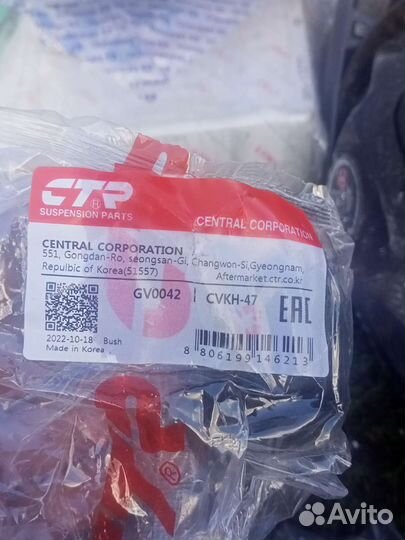 CTR®
SUSPENSION PARTS
CENTRAL CORPORATION
CENTRAL CORPORATION
551, Gongdan-Ro, seongsan-Gi, Changwon-Si,Gyeongnam,
Repulbic of Korea(51557)
Aftermarket.ctr.co.kr
GV0042 | CVKH-47
EAC
2022-10-18 Bush
Made in Korea
8 806199 146213
®
Avito